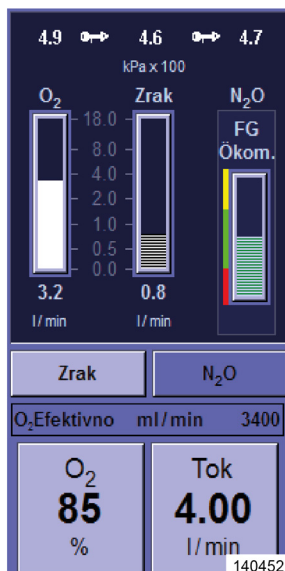 4.9 4.6 4.7
kPa x 100
O₂ Zrak N₂O
18.0
8.0
4.0
2.0
1.0
0.5
0.0
FG
Ökom.
3.2 0.8
l/min l/min
Zrak N₂O
O₂Efektivno ml/min 3400
O₂ Tok
85 4.00
% l/min
140452